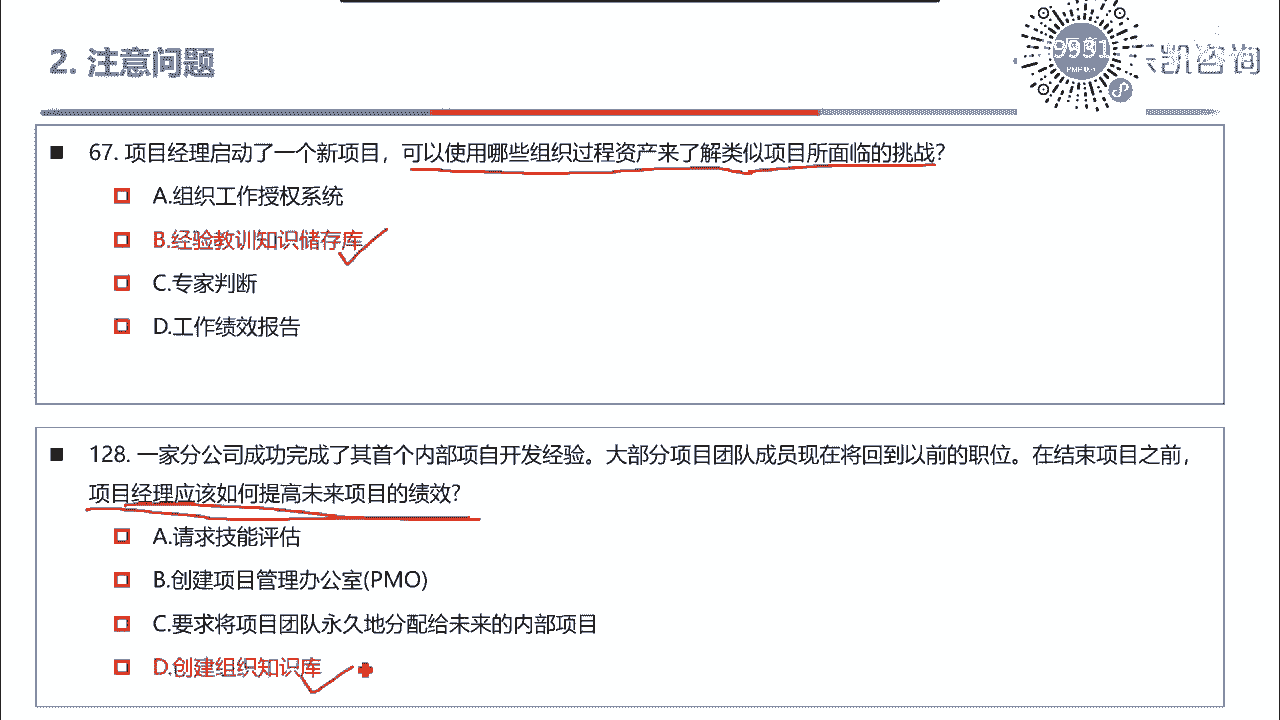 2. 注意问题
9991
凯咨询
67. 项目经理启动了一个新项目，可以使用哪些组织过程资产来了解类似项目所面临的挑战?
A.组织工作授权系统
B.经验教训知识储存库
C.专家判断
D.工作绩效报告
128. 一家分公司成功完成了其首个内部项自开发经验。大部分项目团队成员现在将回到以前的职位。在结束项目之前，
项目经理应该如何提高未来项目的绩效?
A.请求技能评估
B.创建项目管理办公室(PMO)
C.要求将项目团队永久地分配给未来的内部项目
D.创建组织知识库